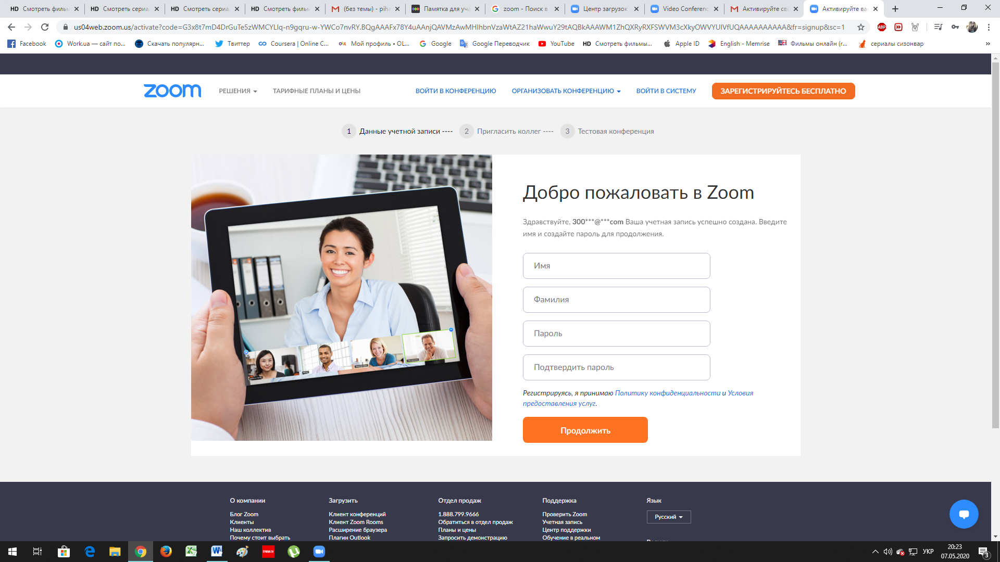 HD Смотреть фильм
HD Смотреть сериа
HD Смотреть сериа
HD Смотреть фильм
(без темы) - piha
Памятка для уча
zoom - Поиск в
Центр загрузок
Video Conferenc
Активируйте сво
Активируйте ва
us04web.zoom.us/activate?code=G3x8t7mD4DrGuTe5zWMCYLIq-n9gqru-w-YWCo7nvRY.BQgAAAFx78Y4uAAnjQAVMzAwMHIhbnVzaWtAZ21haWwuY29tAQBkAAAWM1ZhQXRyRXFSWVM3cXkyOWVYUlVfUQAAAAAAAAAA&fr=signup&sc=1
ABP
Facebook
Work.ua — сайт по...
Скачать популярн...
Твиттер
Coursera | Online C...
olx Мой профиль • OL...
Google
Google Переводчик
YouTube
HD Смотреть фильмы...
Apple ID
English - Memrise
Фильмы онлайн (г...
сериалы сизонвар
zoom
РЕШЕНИЯ
ТАРИФНЫЕ ПЛАНЫ И ЦЕНЫ
ВОЙТИ В КОНФЕРЕНЦИЮ
ОРГАНИЗОВАТЬ КОНФЕРЕНЦИЮ
ВОЙТИ В СИСТЕМУ
ЗАРЕГИСТРИРУЙТЕСЬ БЕСПЛАТНО
1 Данные учетной записи ----
2 Пригласить коллег ----
3 Тестовая конференция
Добро пожаловать в Zoom
Здравствуйте, 300***@***com Ваша учетная запись успешно создана. Введите
имя и создайте пароль для продолжения.
Имя
Фамилия
Пароль
Подтвердить пароль
Регистрируясь, я принимаю Политику конфиденциальности и Условия
предоставления услуг.
Продолжить
О компании
Блог Zoom
Клиенты
Наш коллектив
Почему стоит выбрать
Загрузить
Клиент конференций
Клиент Zoom Rooms
Расширение браузера
Плагин Outlook
Отдел продаж
1.888.799.9666
Обратиться в отдел продаж
Планы и цены
Запросить демонстрацию
Поддержка
Проверить Zoom
Учетная запись
Центр поддержки
Обучение в реальном
Язык
Русский
УКР
20:23
07.05.2020
3